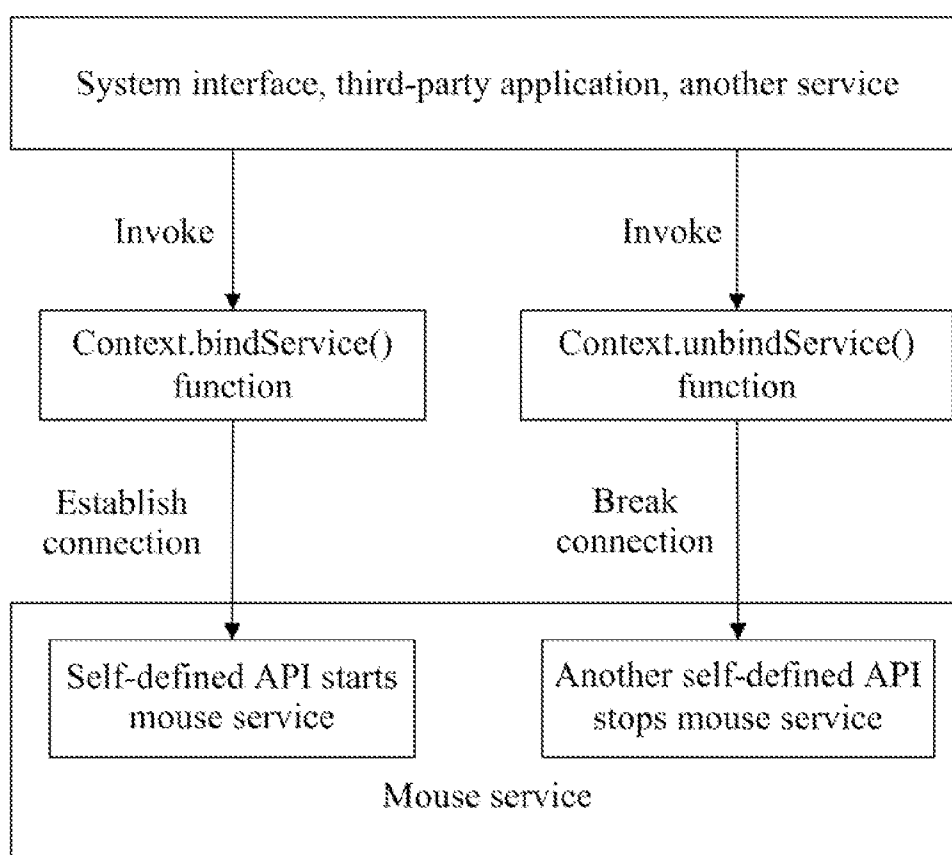 System interface, third-party application, another service
Invoke
Invoke
Context.bindService()
function
Context.unbindService()
function
Establish
connection
Break
connection
Self-defined API starts
mouse service
Another self-defined API
stops mouse service
Mouse service